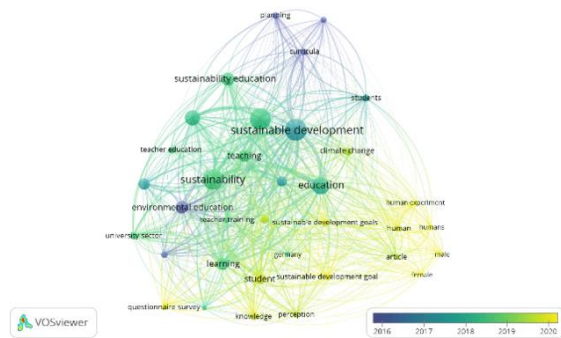 planning
curricula
sustainability education
students
sustainable development
teacher education
climate change
teaching
sustainability
education
environmental education
human experiment
teacher training
sustainable development goals
human
humans
university sector
germany
article
male
learning
student
sustainable development goal
female
questionnaire survey
knowledge
perception
VOSviewer
2016 2017 2018 2019 2020